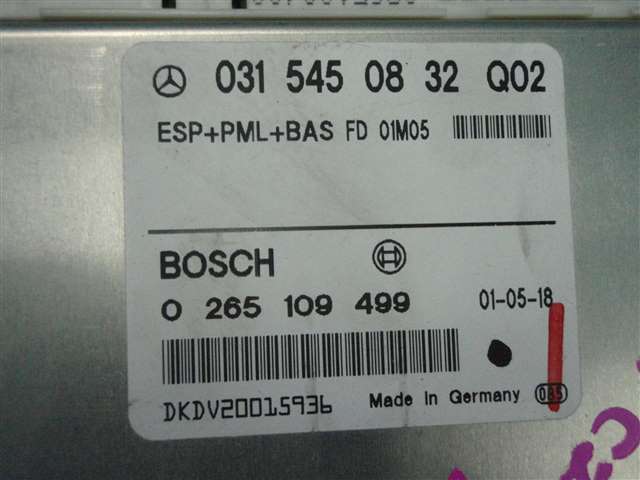 031 545 08 32 Q02
ESP+PML+BAS FD 01M05
BOSCH
0 265 109 499 01-05-18
DKDV20015936 Made In Germany 085